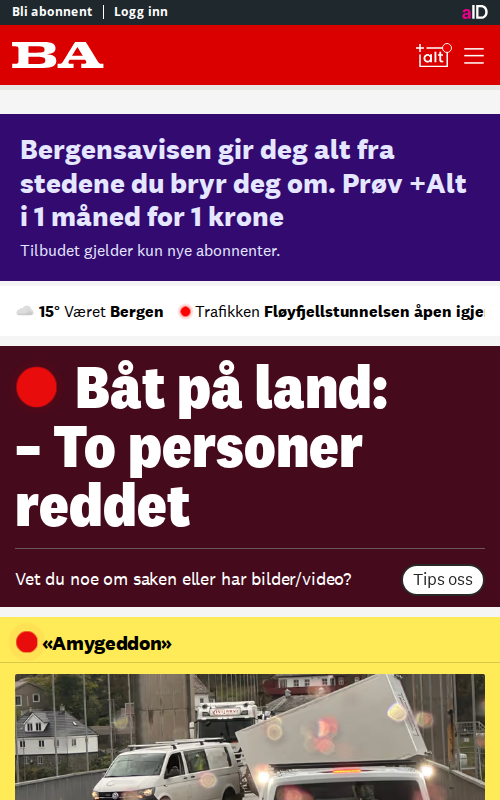 Bli abonnent | Logg inn
aID
BA
+alt
Bergensavisen gir deg alt fra
stedene du bryr deg om. Prøv +Alt
i 1 måned for 1 krone
Tilbudet gjelder kun nye abonnenter.
15° Været Bergen Trafikken Fløyfjellstunnelsen åpen igje
Båt på land:
– To personer
reddet
Vet du noe om saken eller har bilder/video? Tips oss
«Amygeddon»